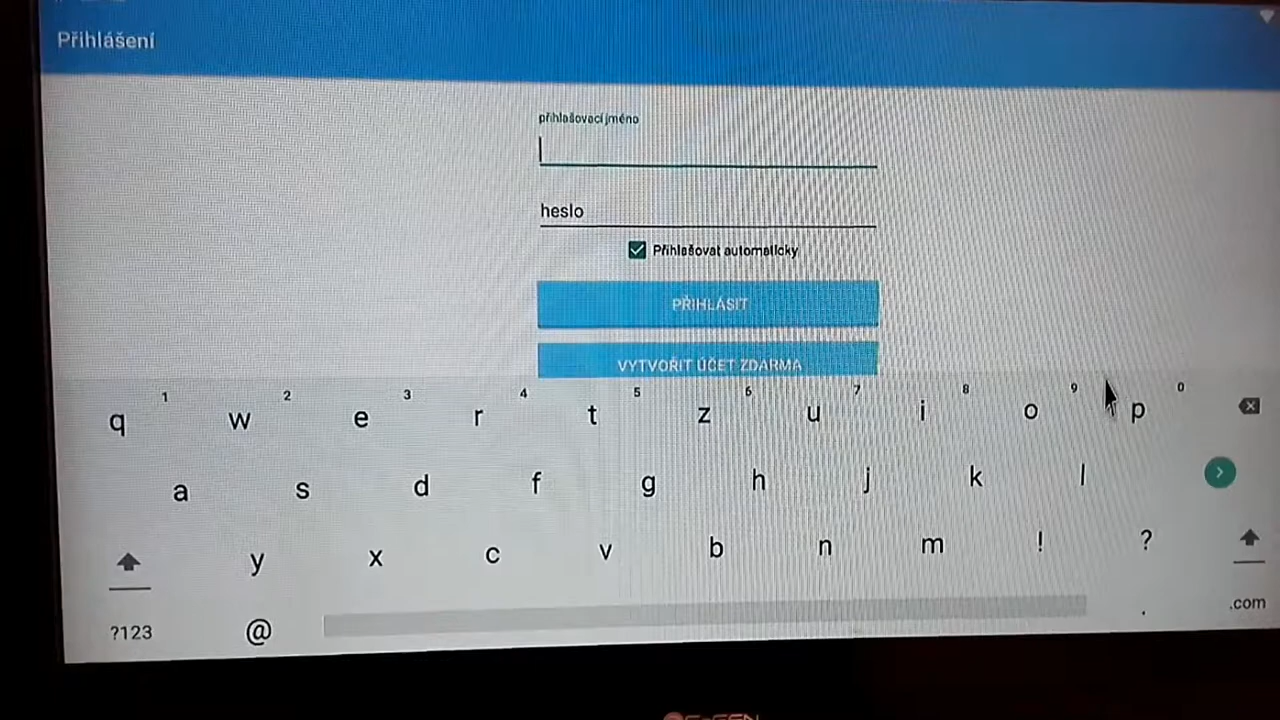 Přihlášení
přihlašovací jméno
heslo
Přihlašovat automaticky
PŘIHLÁSIT
VYTVOŘIT ÚČET ZDARMA
1 2 3 4 5 6 7 8 9 0
q w e r t z u i o p
a s d f g h j k l
y x c v b n m ! ?
?123 @ . .com